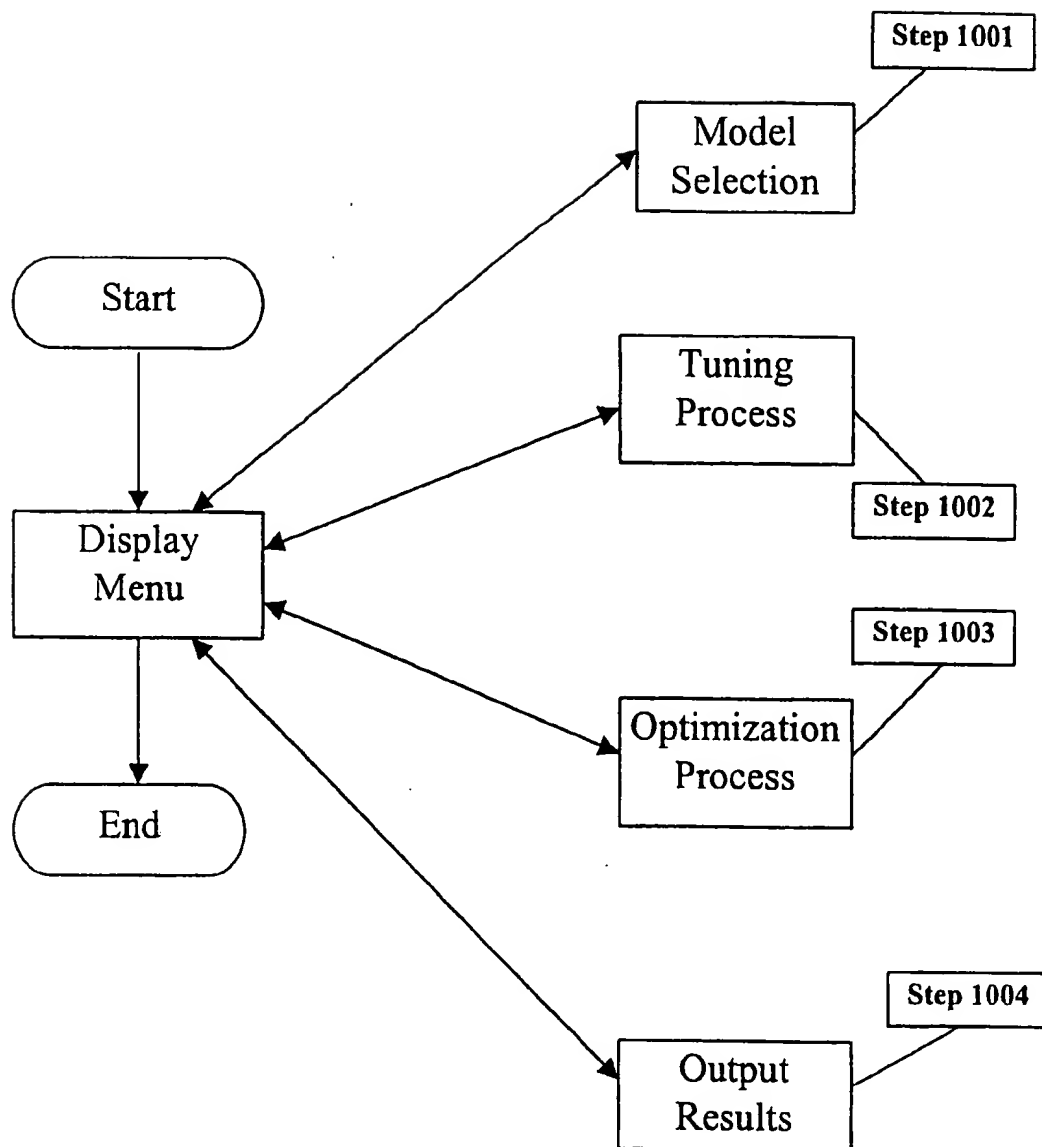 Step 1001
Model
Selection
Start
Tuning
Process
Step 1002
Display
Menu
Step 1003
Optimization
Process
End
Step 1004
Output
Results